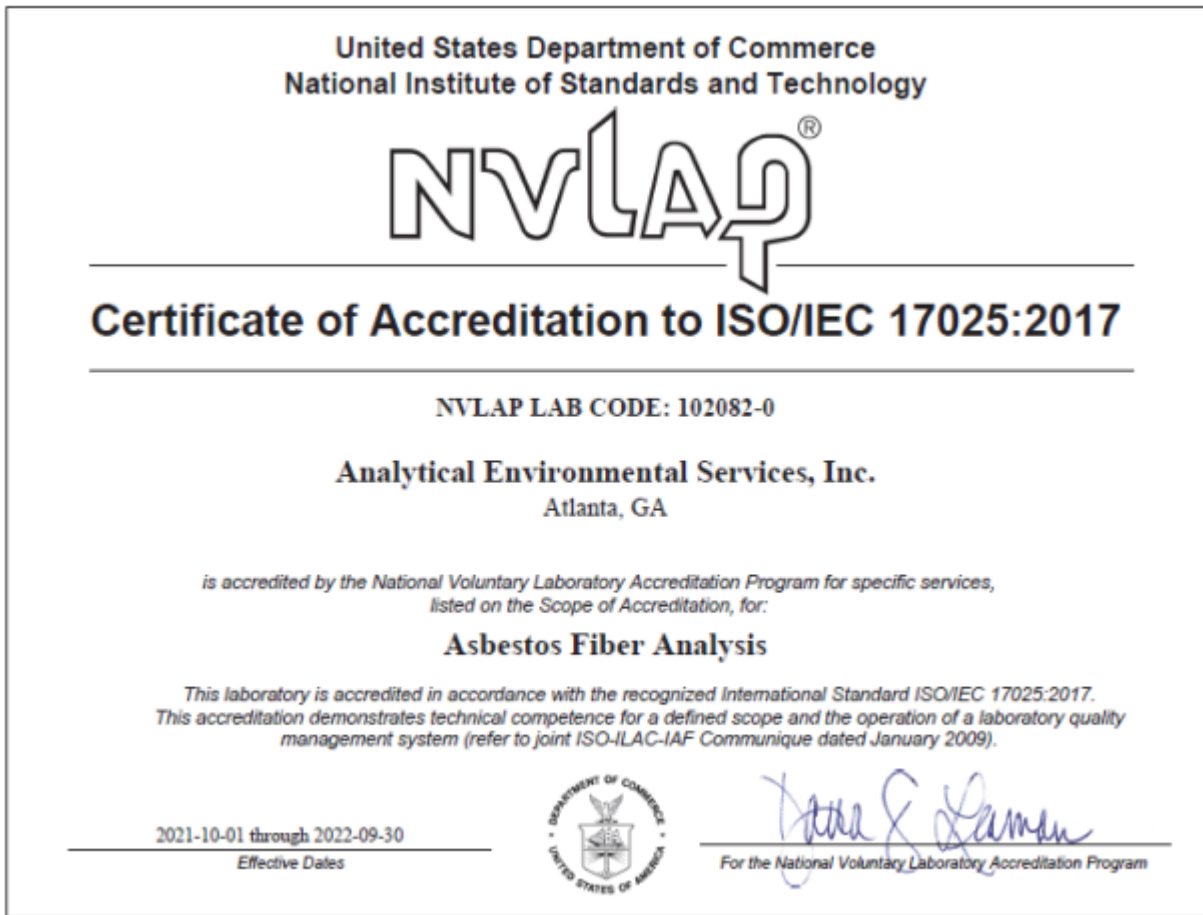 United States Department of Commerce
National Institute of Standards and Technology
NVLAP®
Certificate of Accreditation to ISO/IEC 17025:2017
NVLAP LAB CODE: 102082-0
Analytical Environmental Services, Inc.
Atlanta, GA
is accredited by the National Voluntary Laboratory Accreditation Program for specific services,
listed on the Scope of Accreditation, for:
Asbestos Fiber Analysis
This laboratory is accredited in accordance with the recognized International Standard ISO/IEC 17025:2017.
This accreditation demonstrates technical competence for a defined scope and the operation of a laboratory quality
management system (refer to joint ISO-ILAC-IAF Communique dated January 2009).
2021-10-01 through 2022-09-30
Effective Dates
DEPARTMENT OF COMMERCE
UNITED STATES OF AMERICA
For the National Voluntary Laboratory Accreditation Program